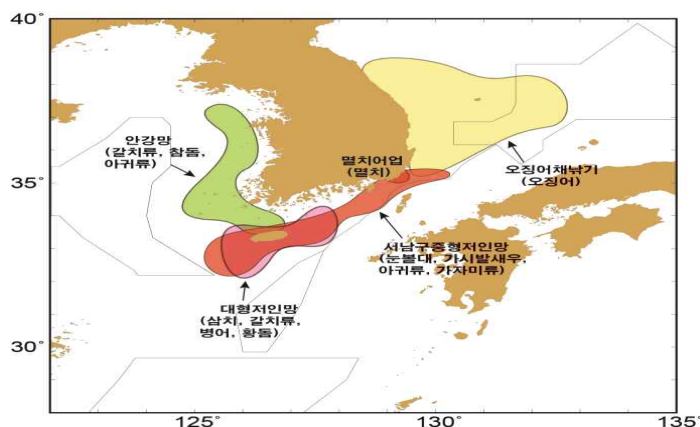 40°
안강망
(갈치류, 참돔,
아귀류)
멸치어업
(멸치)
오징어채낚기
(오징어)
35°
서남구중형저인망
(눈볼대, 가시발새우,
아귀류, 가자미류)
대형저인망
(삼치, 갈치류,
병어, 황돔)
30°
125°
130°
135°